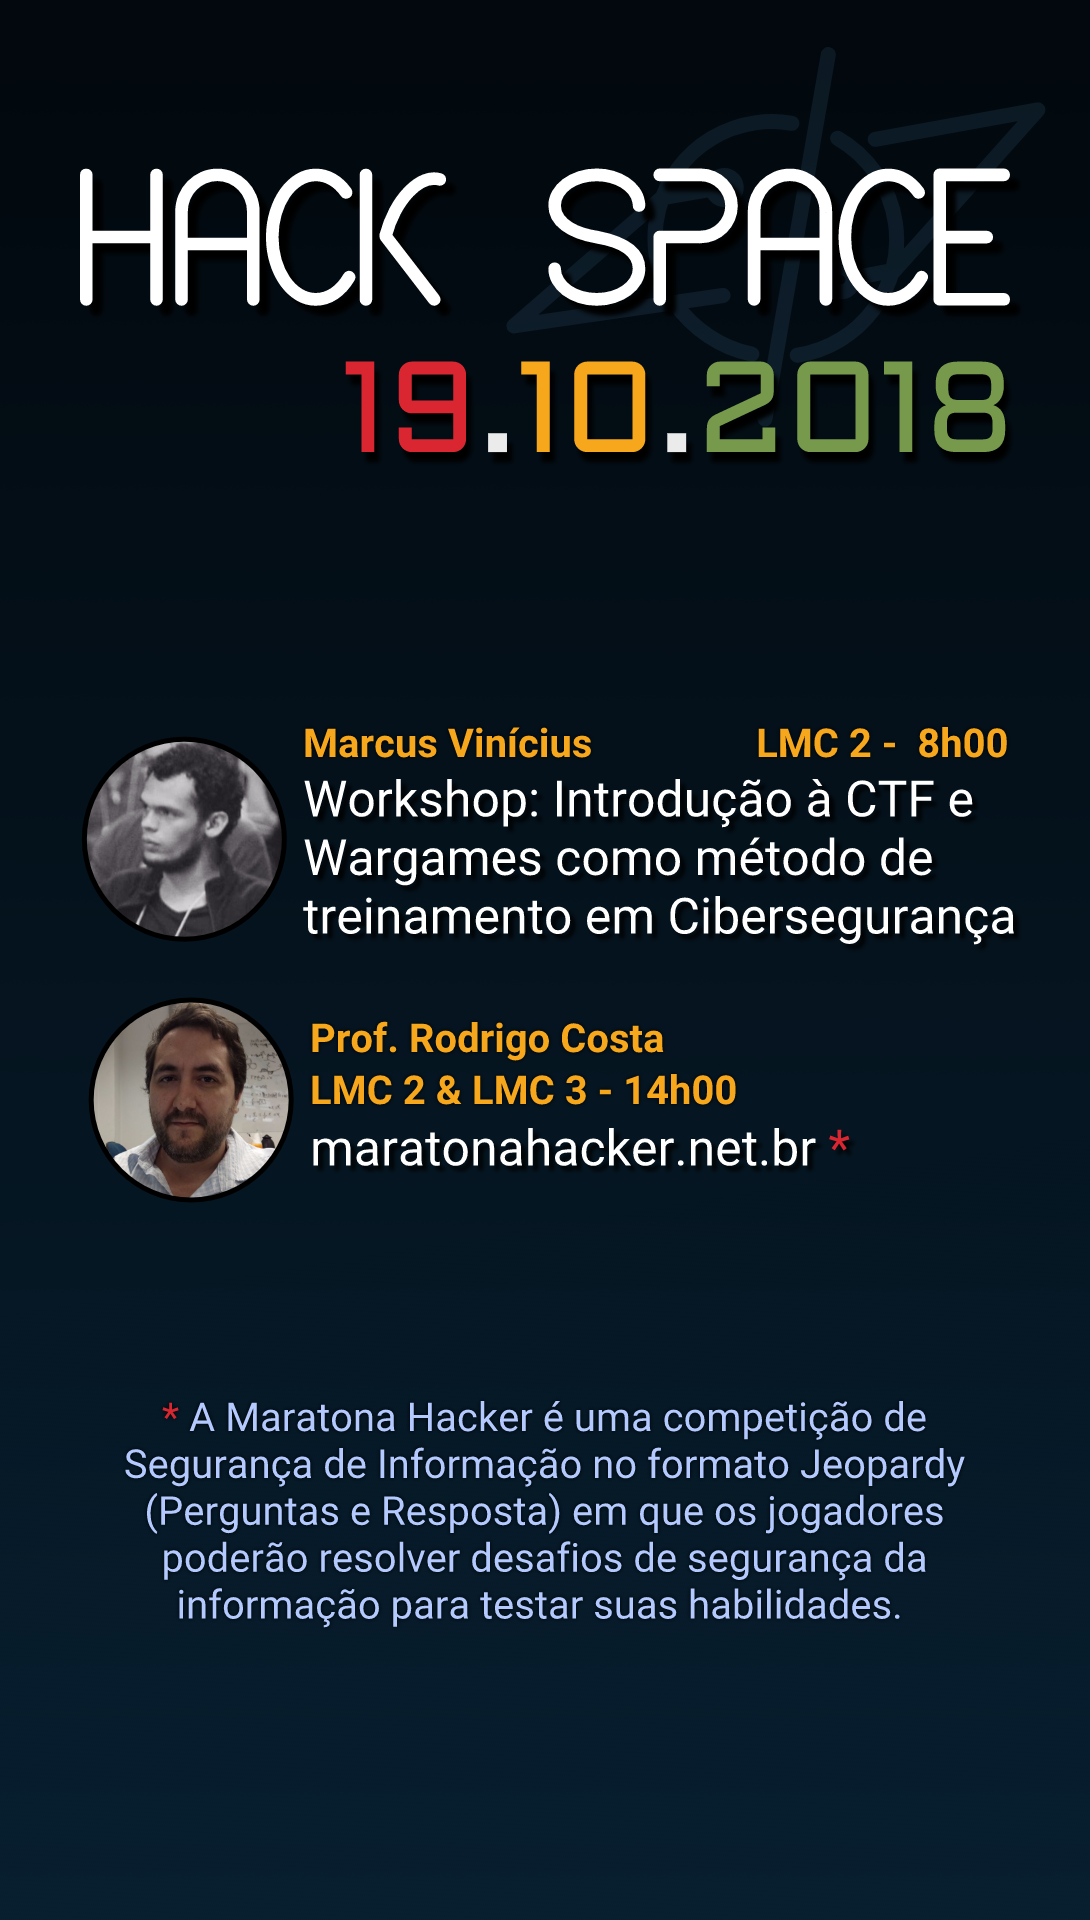 HACK SPACE
19.10.2018
Marcus Vinícius LMC 2 - 8h00
Workshop: Introdução à CTF e
Wargames como método de
treinamento em Cibersegurança
Prof. Rodrigo Costa
LMC 2 & LMC 3 - 14h00
maratonahacker.net.br *
* A Maratona Hacker é uma competição de
Segurança de Informação no formato Jeopardy
(Perguntas e Resposta) em que os jogadores
poderão resolver desafios de segurança da
informação para testar suas habilidades.